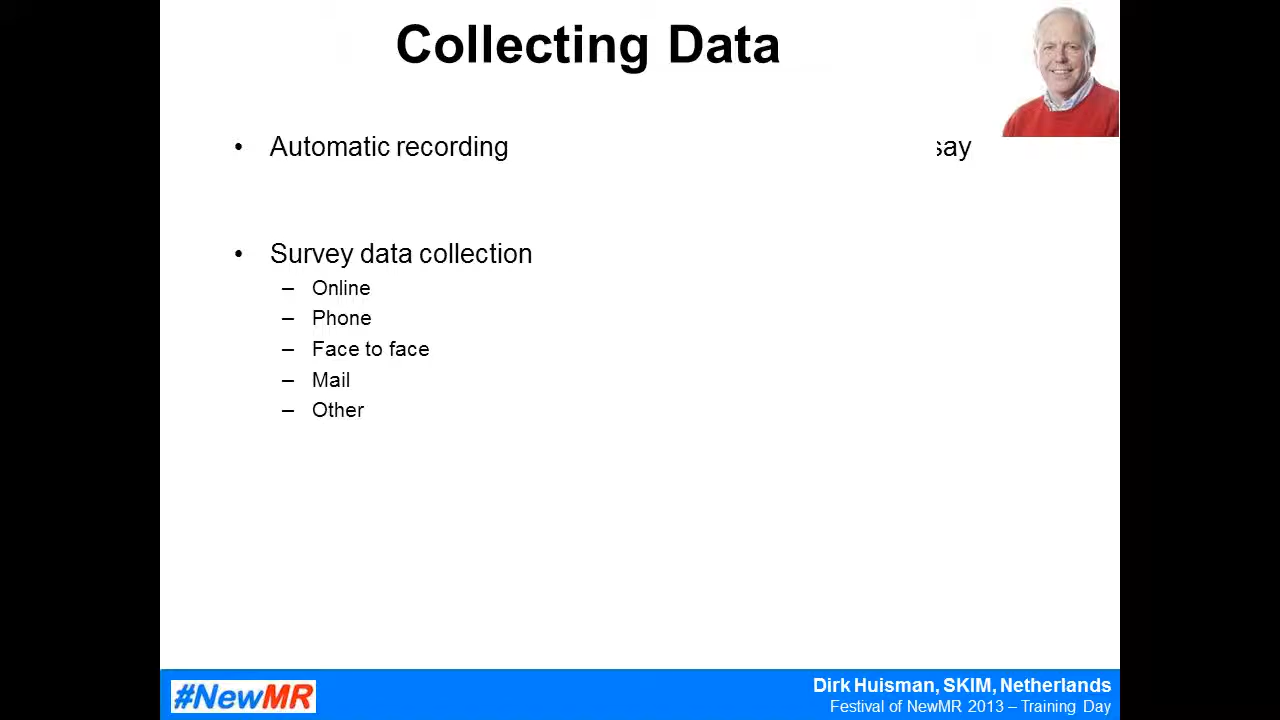 Collecting Data
• Automatic recording say
• Survey data collection
– Online
– Phone
– Face to face
– Mail
– Other
#NewMR
Dirk Huisman, SKIM, Netherlands
Festival of NewMR 2013 – Training Day